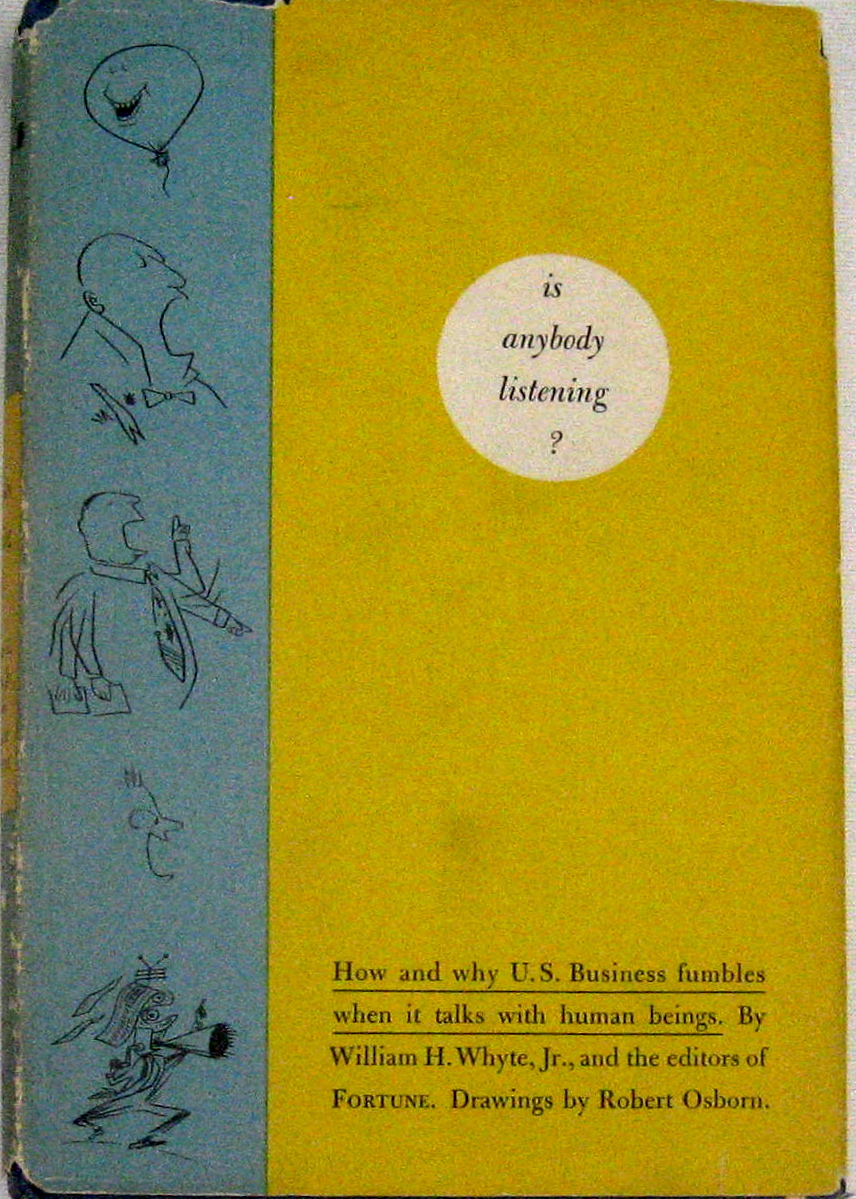 is
anybody
listening
?
How and why U.S. Business fumbles
when it talks with human beings. By
William H. Whyte, Jr., and the editors of
FORTUNE. Drawings by Robert Osborn.